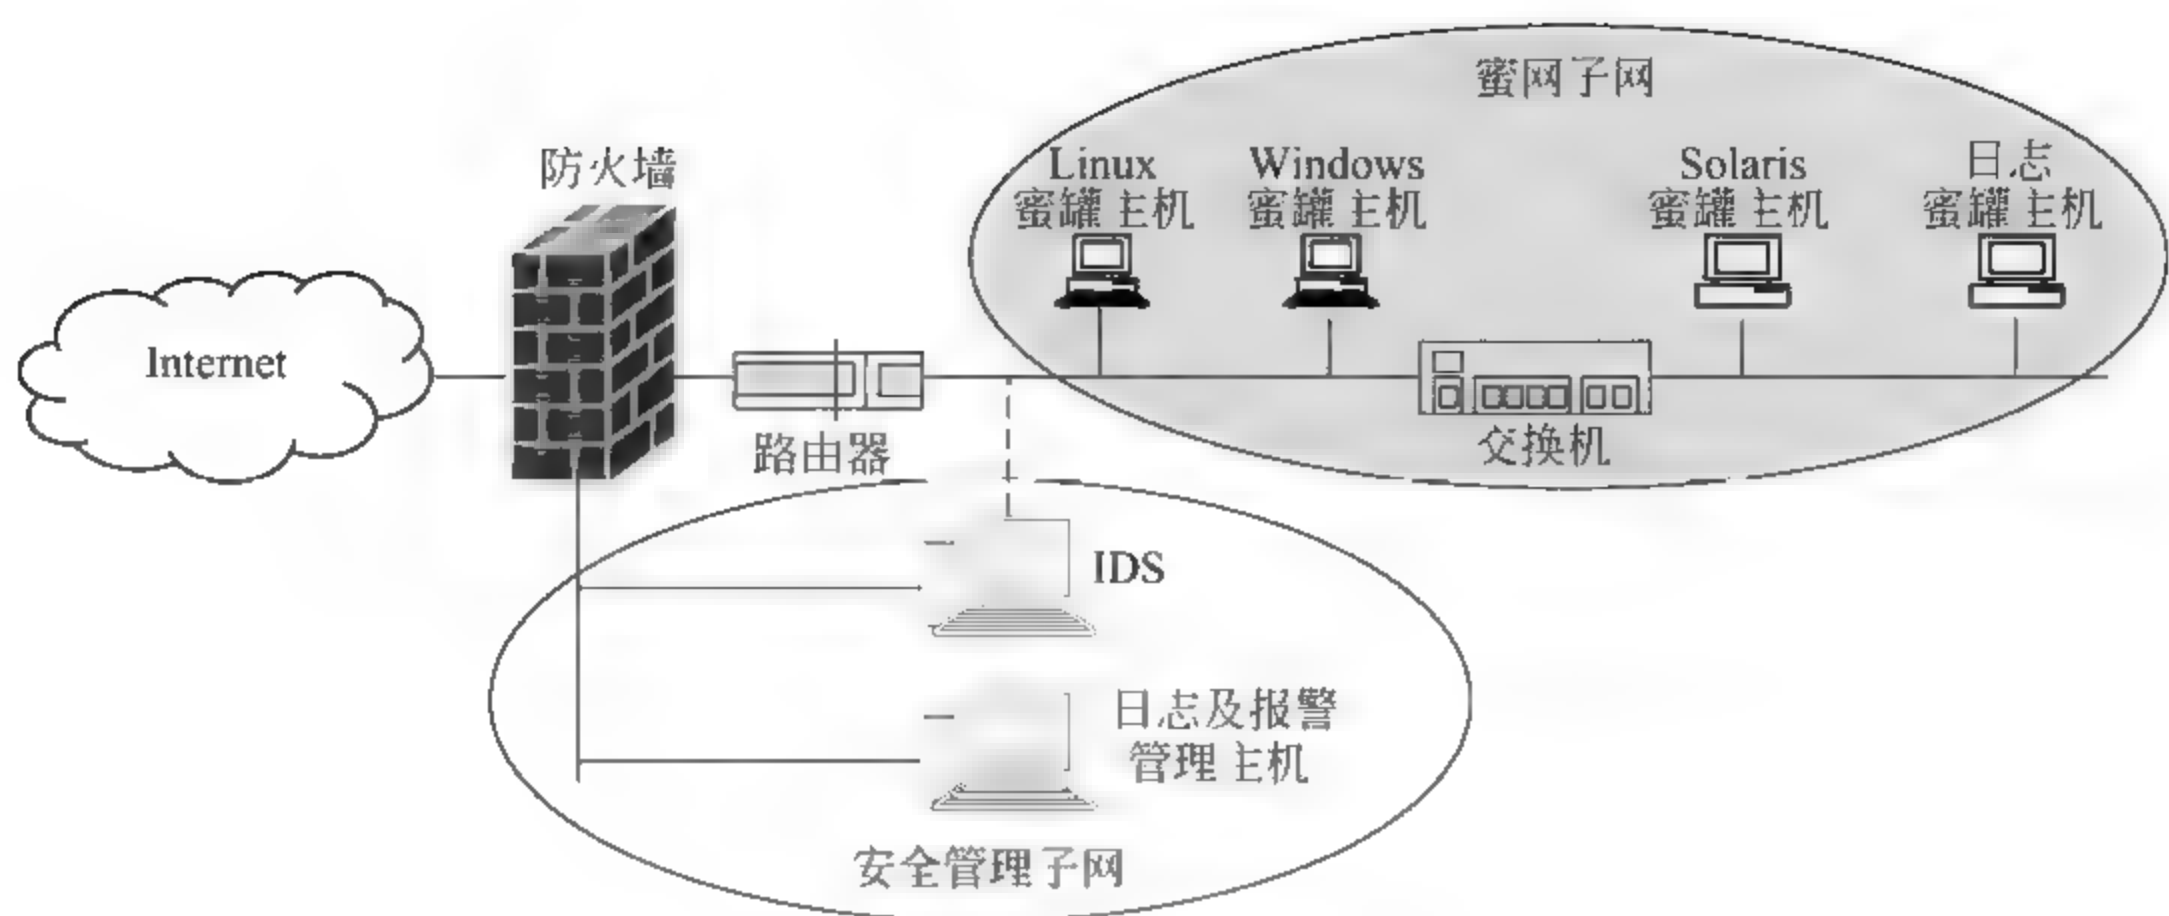 蜜网子网
防火墙
Linux
蜜罐主机
Windows
蜜罐主机
Solaris
蜜罐主机
日志
蜜罐主机
Internet
路由器
交换机
IDS
日志及报警
管理主机
安全管理子网